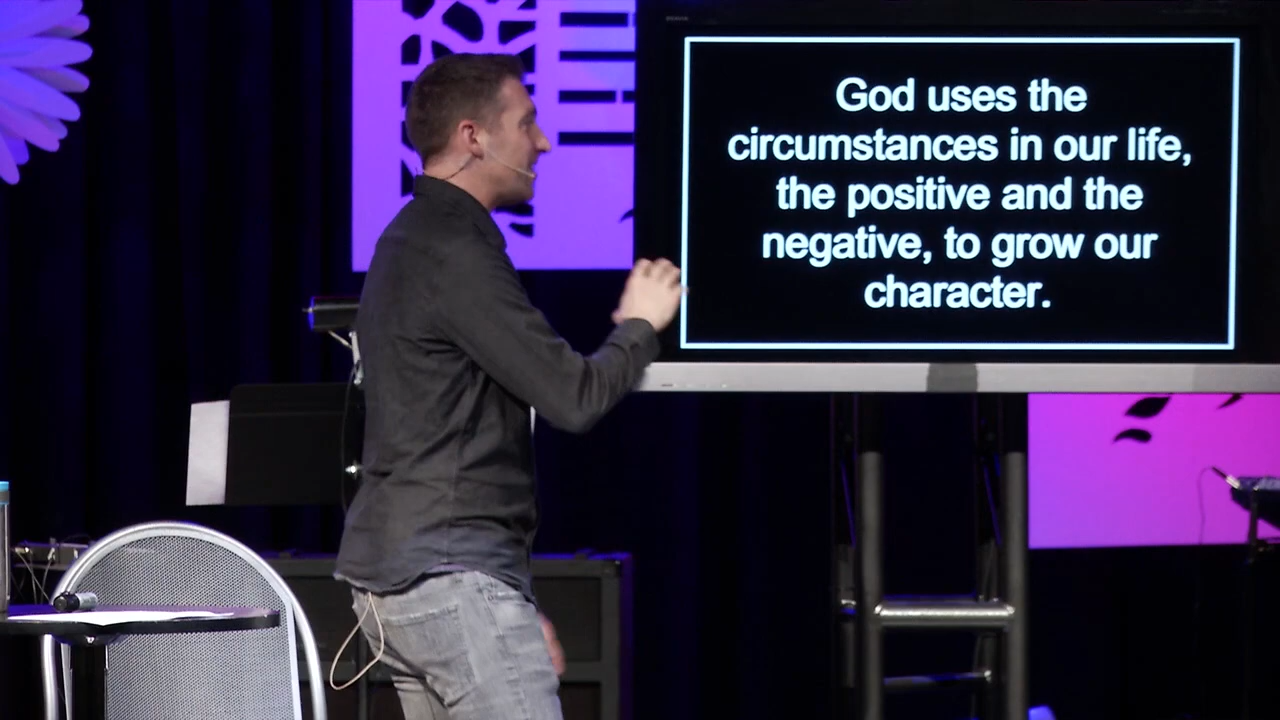 God uses the
circumstances in our life,
the positive and the
negative, to grow our
character.